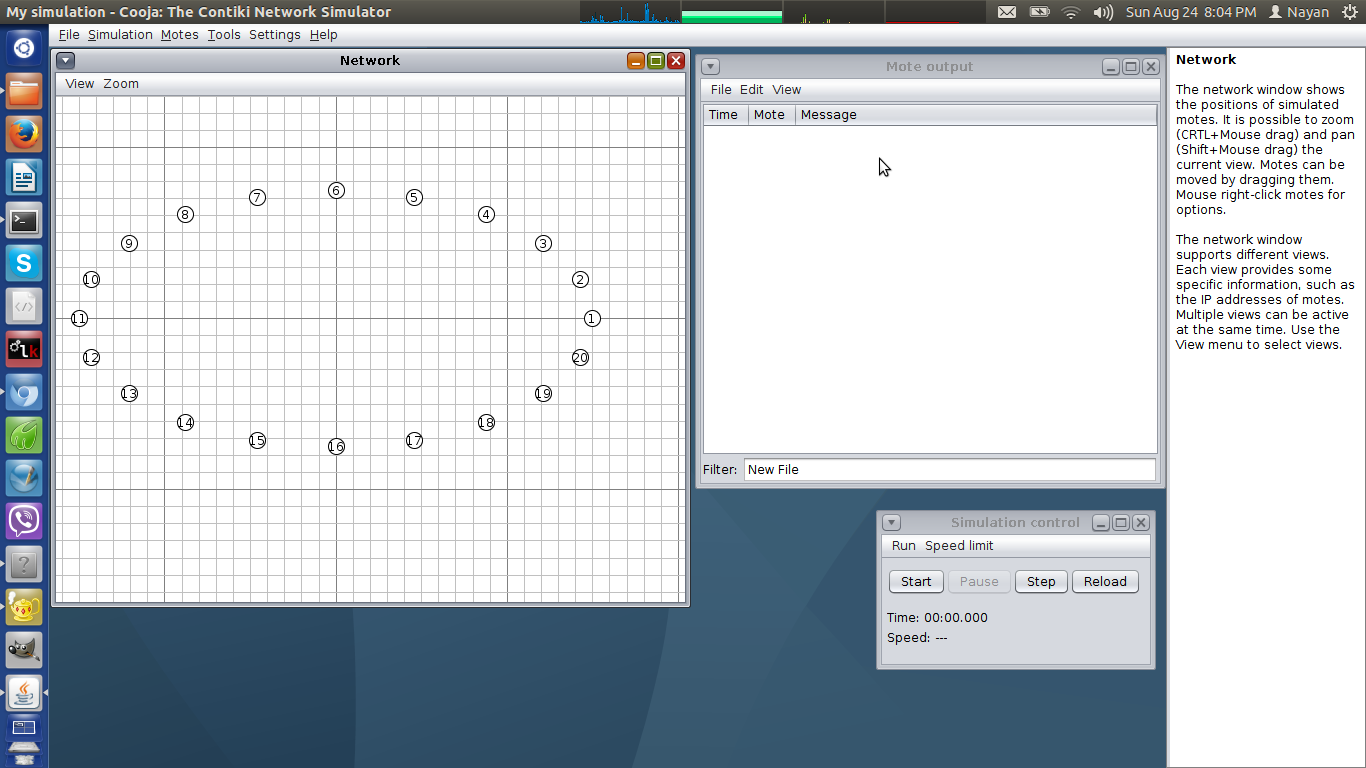 My simulation - Cooja: The Contiki Network Simulator
Sun Aug 24 8:04 PM Nayan
File Simulation Motes Tools Settings Help
Network
View Zoom
6
7 5
8 4
9 3
10 2
11 1
12 20
13 19
14 18
15 17
16
Mote output
File Edit View
Time Mote Message
Filter: New File
Simulation control
Run Speed limit
Start Pause Step Reload
Time: 00:00.000
Speed: ---
Network
The network window shows
the positions of simulated
motes. It is possible to zoom
(CRTL+Mouse drag) and pan
(Shift+Mouse drag) the
current view. Motes can be
moved by dragging them.
Mouse right-click motes for
options.
The network window
supports different views.
Each view provides some
specific information, such as
the IP addresses of motes.
Multiple views can be active
at the same time. Use the
View menu to select views.